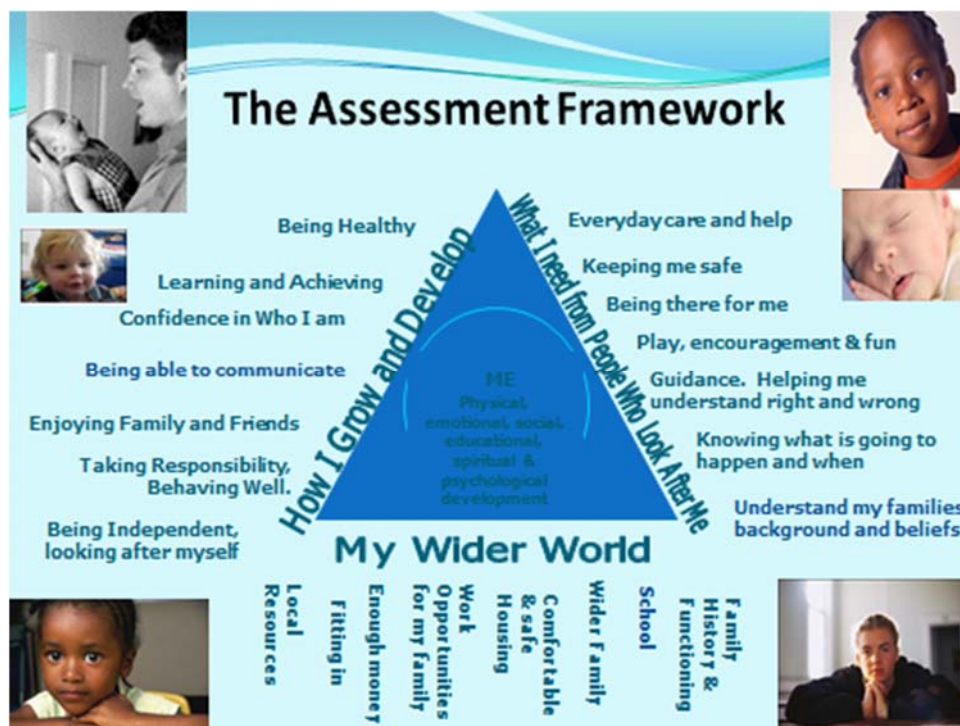 The Assessment Framework
Being Healthy
Learning and Achieving
Confidence in Who I am
Being able to communicate
Enjoying Family and Friends
Taking Responsibility,
Behaving Well.
Being Independent,
looking after myself
How I Grow and Develop
ME
Physical,
emotional, social,
educational,
spiritual &
psychological
development
What I need from People Who Look After Me
Everyday care and help
Keeping me safe
Being there for me
Play, encouragement & fun
Guidance. Helping me
understand right and wrong
Knowing what is going to
happen and when
Understand my families
background and beliefs
My Wider World
Local
Resources
Fitting in
Enough money
Work
Opportunities
for my family
Comfortable
& safe
Housing
Wider Family
School
Family
History &
Functioning